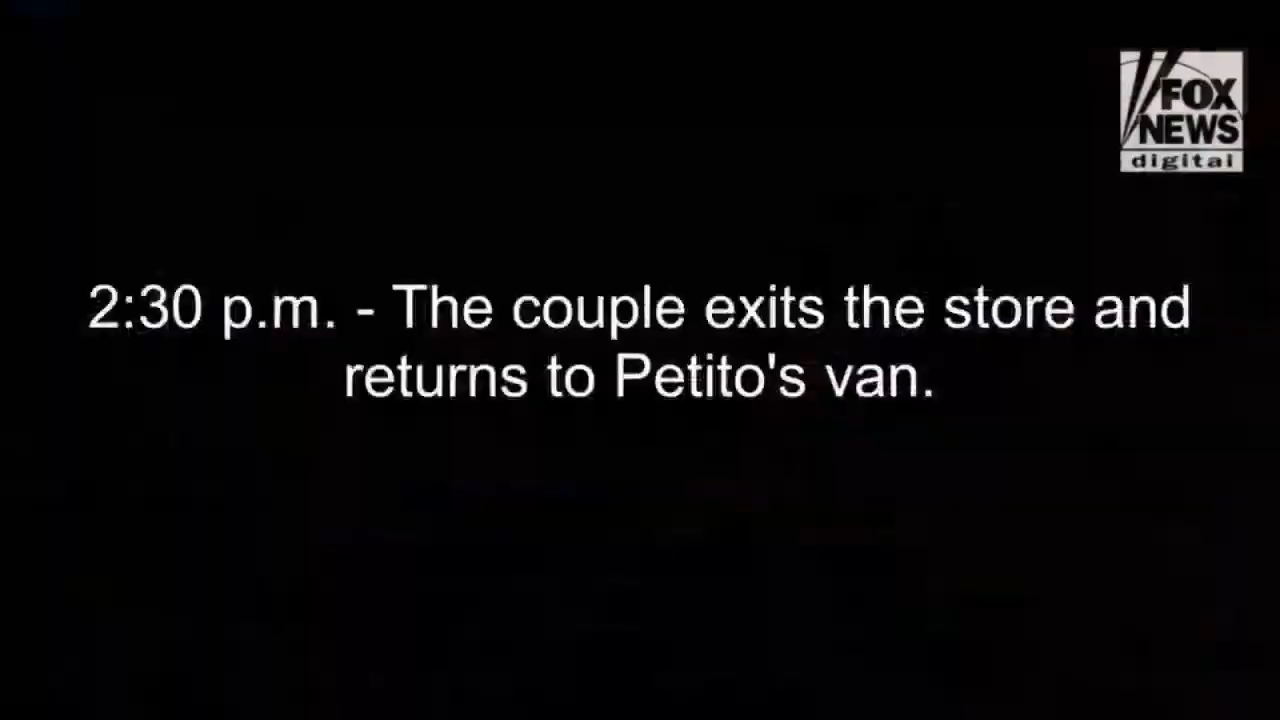 FOX
NEWS
digital
2:30 p.m. - The couple exits the store and
returns to Petito's van.